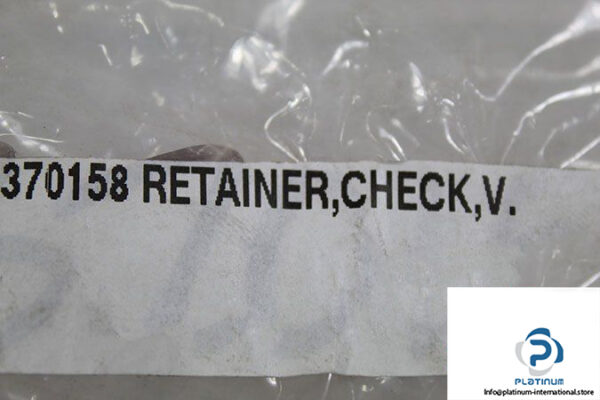 370158 RETAINER,CHECK,V.
PLATINUM
Info@platinum-international.store